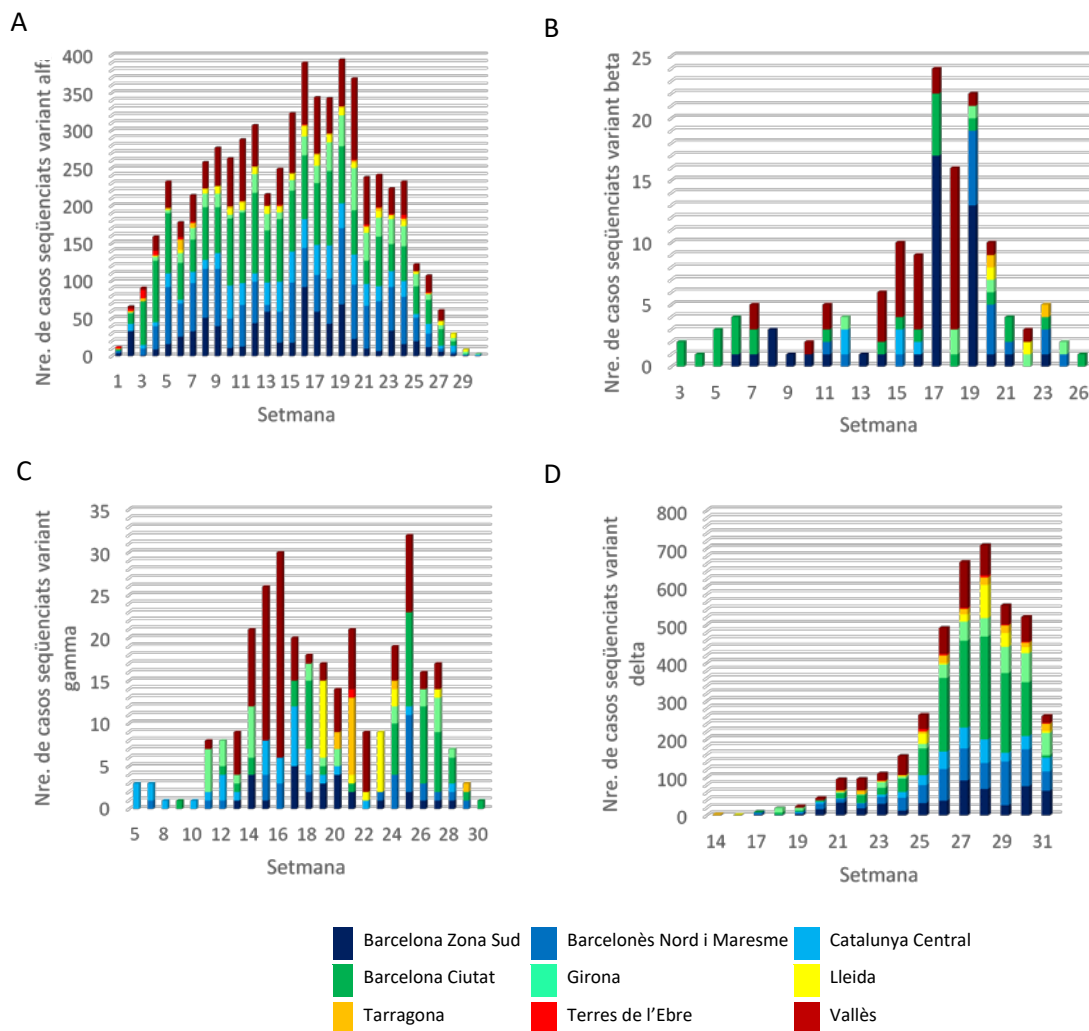 A
Nre. de casos seqüenciats variant alfa
400
350
300
250
200
150
100
50
0
1 3 5 7 9 11 13 15 17 19 21 23 25 27 29
Setmana
B
Nre. de casos seqüenciats variant beta
25
20
15
10
5
0
3 5 7 9 11 13 15 17 19 21 23 26
Setmana
C
Nre. de casos seqüenciats variant
gamma
35
30
25
20
15
10
5
0
5 8 10 12 14 16 18 20 22 24 26 28 30
Setmana
D
Nre. de casos seqüenciats variant
delta
800
700
600
500
400
300
200
100
0
14 17 19 21 23 25 27 29 31
Setmana
Barcelona Zona Sud Barcelonès Nord i Maresme Catalunya Central
Barcelona Ciutat Girona Lleida
Tarragona Terres de l'Ebre Vallès